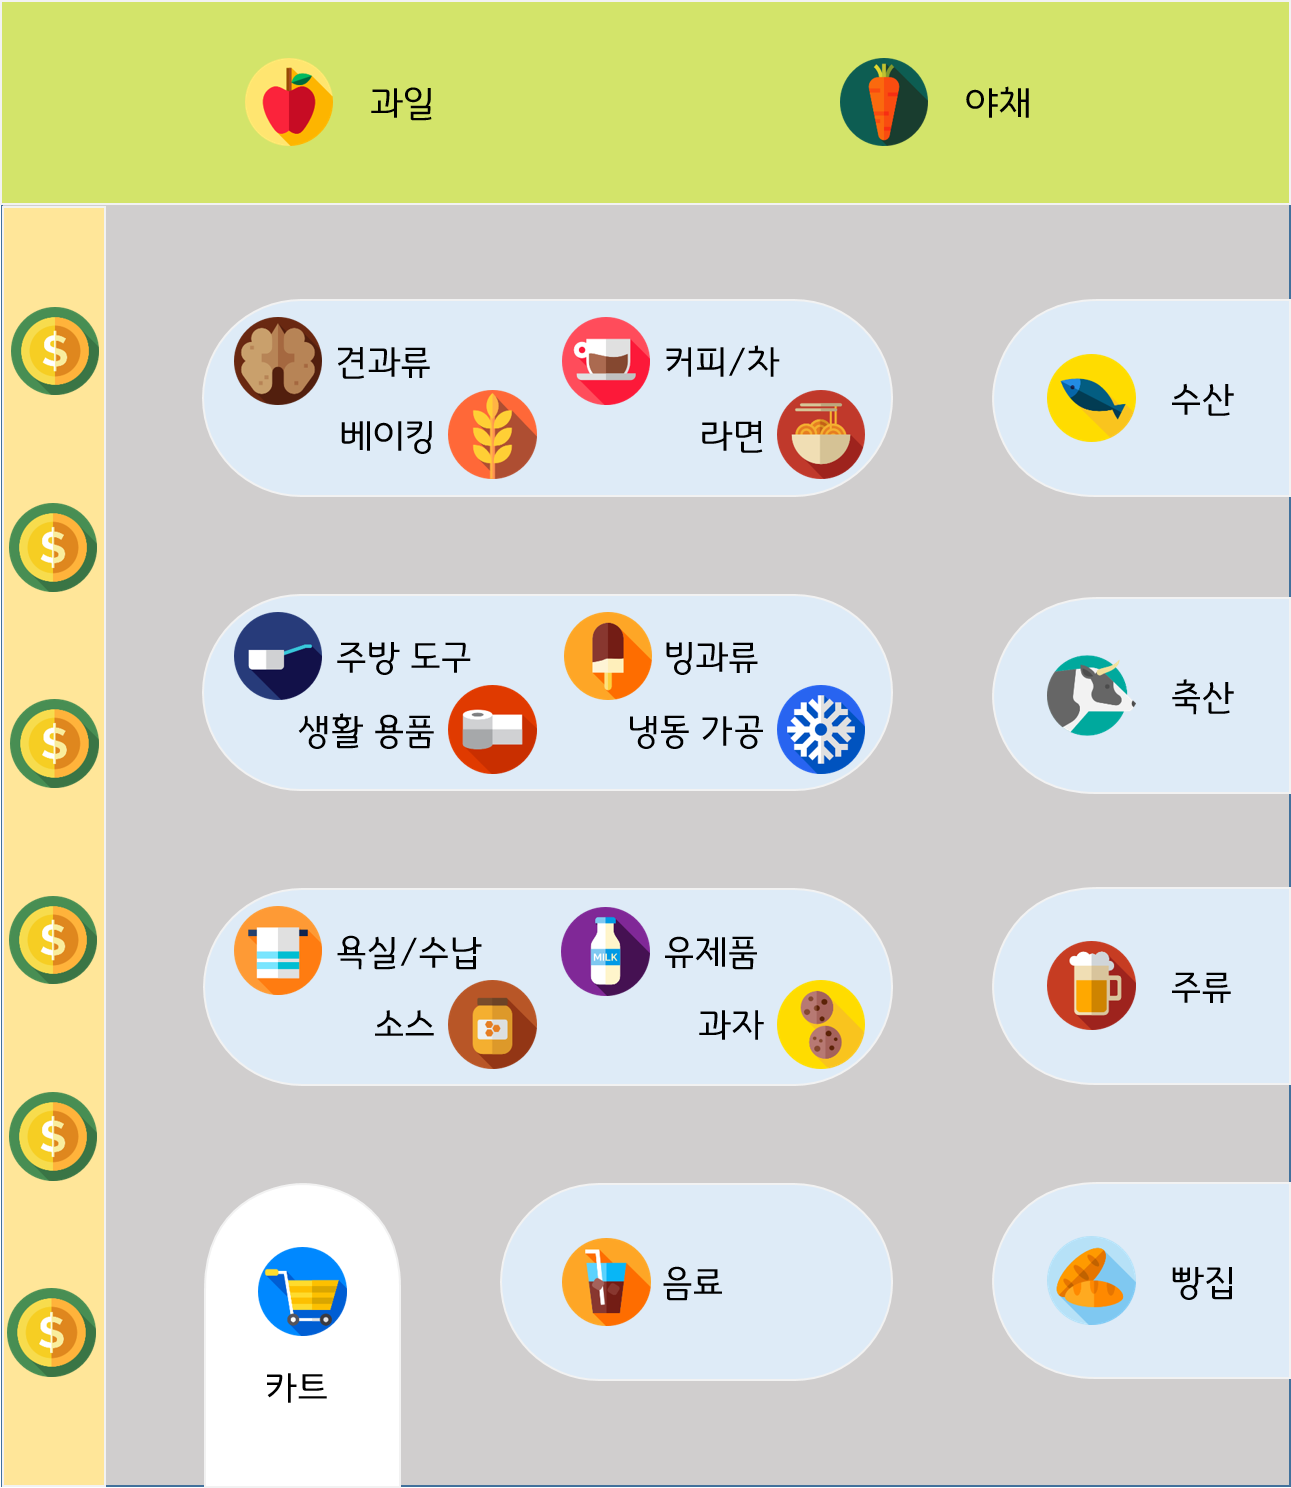 과일
야채
견과류
커피/차
베이킹
라면
수산
주방 도구
빙과류
생활 용품
냉동 가공
축산
욕실/수납
유제품
MILK
소스
과자
주류
음료
빵집
카트
$
$
$
$
$
$